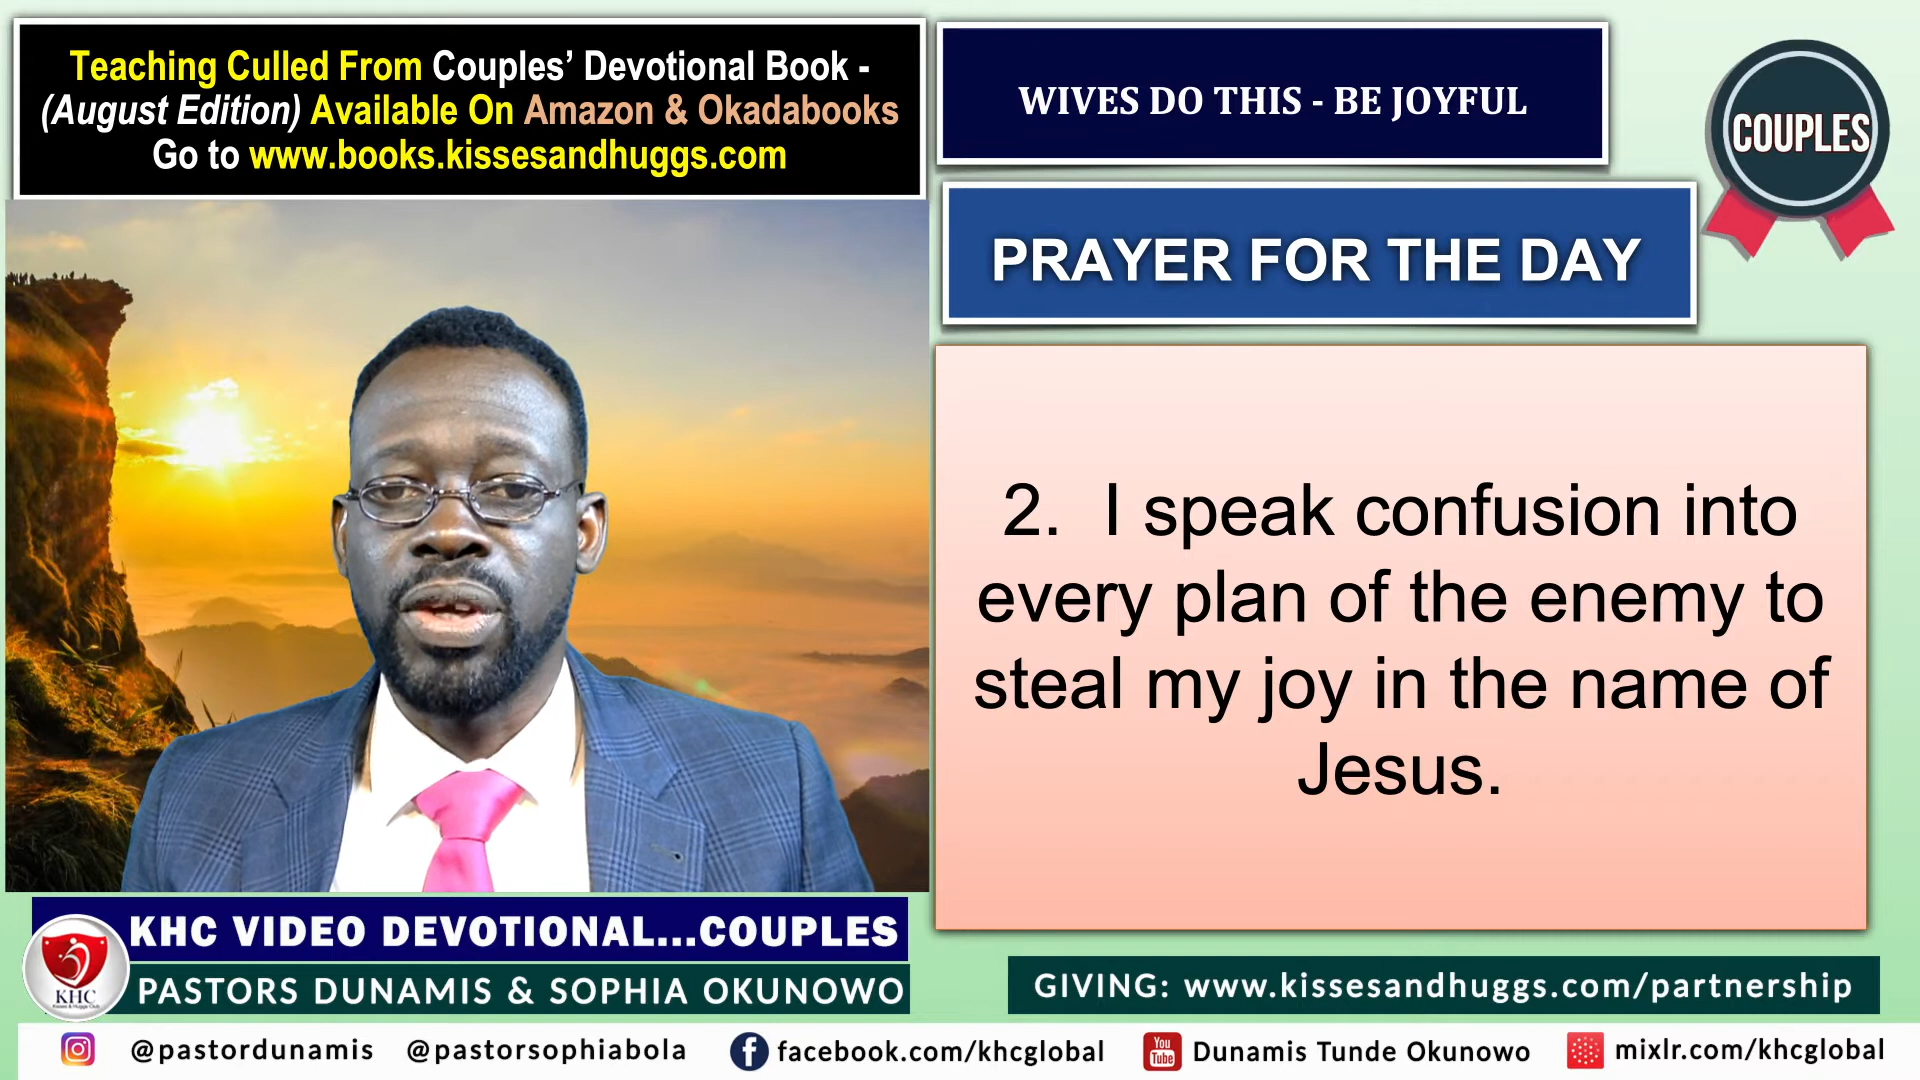 Teaching Culled From Couples’ Devotional Book -
(August Edition) Available On Amazon & Okadabooks
Go to www.books.kissesandhuggs.com
WIVES DO THIS - BE JOYFUL
COUPLES
PRAYER FOR THE DAY
2. I speak confusion into
every plan of the enemy to
steal my joy in the name of
Jesus.
KHC VIDEO DEVOTIONAL...COUPLES
KHC
Kisses & Huggs Club
PASTORS DUNAMIS & SOPHIA OKUNOWO
GIVING: www.kissesandhuggs.com/partnership
@pastordunamis @pastorsophiabola
facebook.com/khcglobal
You
Tube
Dunamis Tunde Okunowo
mixlr.com/khcglobal